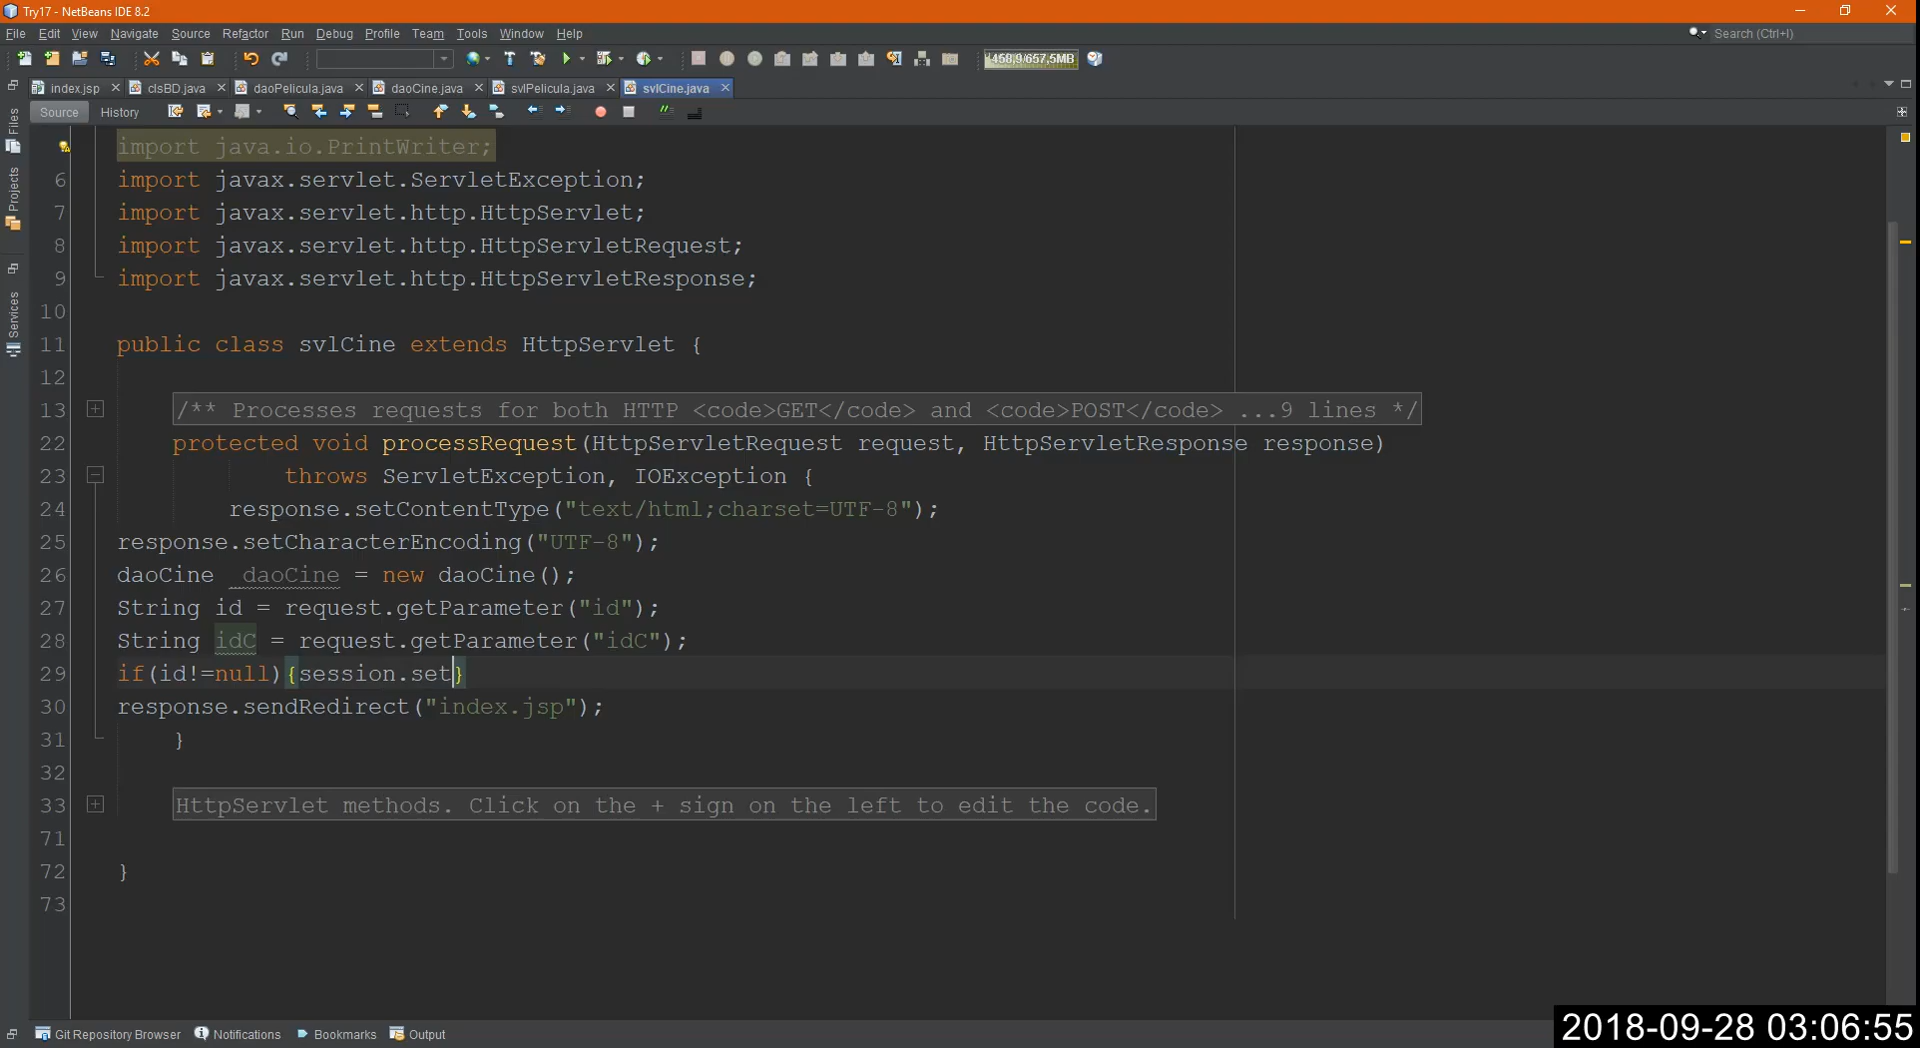 Try17 - NetBeans IDE 8.2
File Edit View Navigate Source Refactor Run Debug Profile Team Tools Window Help
Search (Ctrl+I)
458,9/657,5MB
index.jsp clsBD.java daoPelicula.java daoCine.java svlPelicula.java svlCine.java
Source History
Files
Projects
Services
import java.io.PrintWriter;
6 import javax.servlet.ServletException;
7 import javax.servlet.http.HttpServlet;
8 import javax.servlet.http.HttpServletRequest;
9 import javax.servlet.http.HttpServletResponse;
10
11 public class svlCine extends HttpServlet {
12
13 /** Processes requests for both HTTP <code>GET</code> and <code>POST</code> ...9 lines */
22 protected void processRequest(HttpServletRequest request, HttpServletResponse response)
23 throws ServletException, IOException {
24 response.setContentType("text/html;charset=UTF-8");
25 response.setCharacterEncoding("UTF-8");
26 daoCine _daoCine = new daoCine();
27 String id = request.getParameter("id");
28 String idC = request.getParameter("idC");
29 if(id!=null){session.set}
30 response.sendRedirect("index.jsp");
31 }
32
33 HttpServlet methods. Click on the + sign on the left to edit the code.
71
72 }
73
Git Repository Browser Notifications Bookmarks Output
2018-09-28 03:06:55